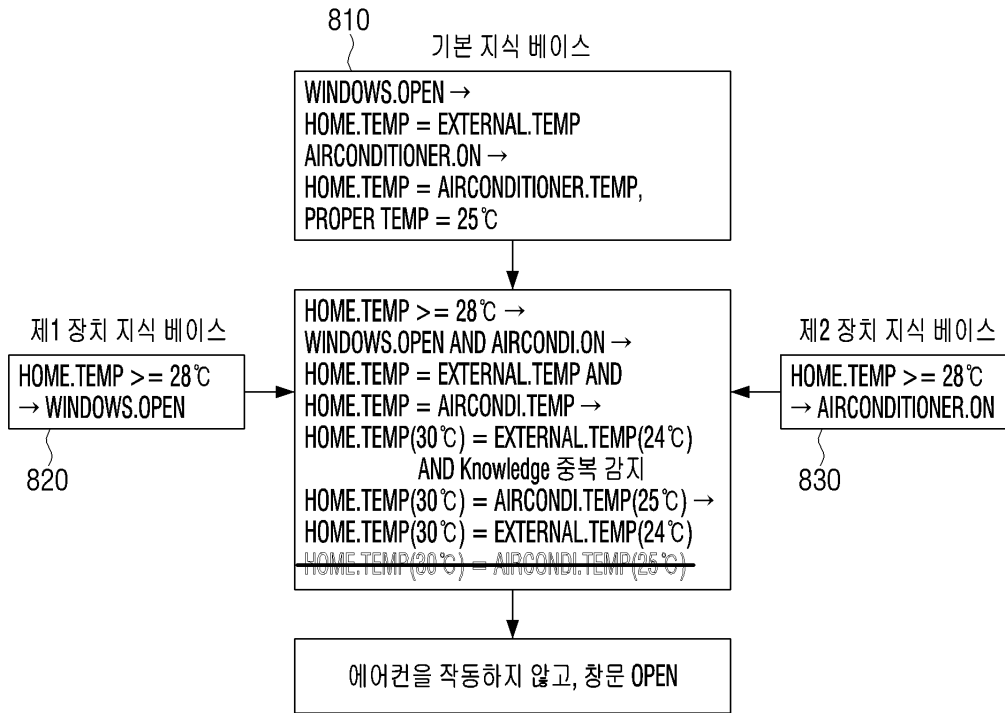 810
기본 지식 베이스
WINDOWS.OPEN →
HOME.TEMP = EXTERNAL.TEMP
AIRCONDITIONER.ON →
HOME.TEMP = AIRCONDITIONER.TEMP,
PROPER TEMP = 25℃
제1 장치 지식 베이스
HOME.TEMP >= 28℃
→ WINDOWS.OPEN
820
HOME.TEMP >= 28℃ →
WINDOWS.OPEN AND AIRCONDI.ON →
HOME.TEMP = EXTERNAL.TEMP AND
HOME.TEMP = AIRCONDI.TEMP →
HOME.TEMP(30℃) = EXTERNAL.TEMP(24℃)
AND Knowledge 중복 감지
HOME.TEMP(30℃) = AIRCONDI.TEMP(25℃) →
HOME.TEMP(30℃) = EXTERNAL.TEMP(24℃)
HOME.TEMP(30℃) = AIRCONDI.TEMP(25℃)
제2 장치 지식 베이스
HOME.TEMP >= 28℃
→ AIRCONDITIONER.ON
830
에어컨을 작동하지 않고, 창문 OPEN